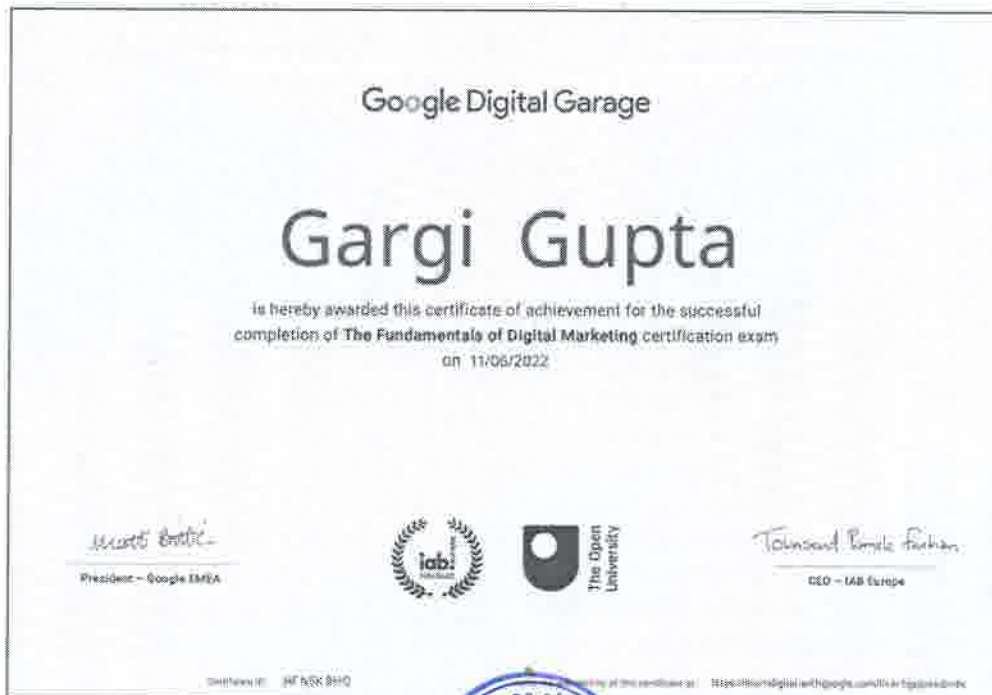 Google Digital Garage
Gargi Gupta
is hereby awarded this certificate of achievement for the successful
completion of The Fundamentals of Digital Marketing certification exam
on 11/06/2022
iab:
The Open
University
President – Google EMEA
CEO – IAB Europe